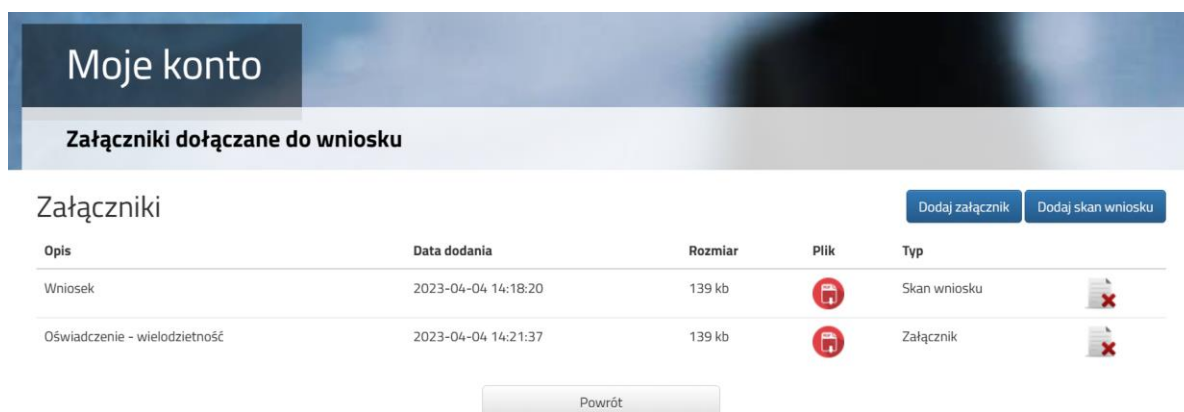 Moje konto
Załączniki dołączane do wniosku
Załączniki Dodaj załącznik Dodaj skan wniosku
Opis Data dodania Rozmiar Plik Typ
Wniosek 2023-04-04 14:18:20 139 kb Skan wniosku
Oświadczenie - wielodzietność 2023-04-04 14:21:37 139 kb Załącznik
Powrót